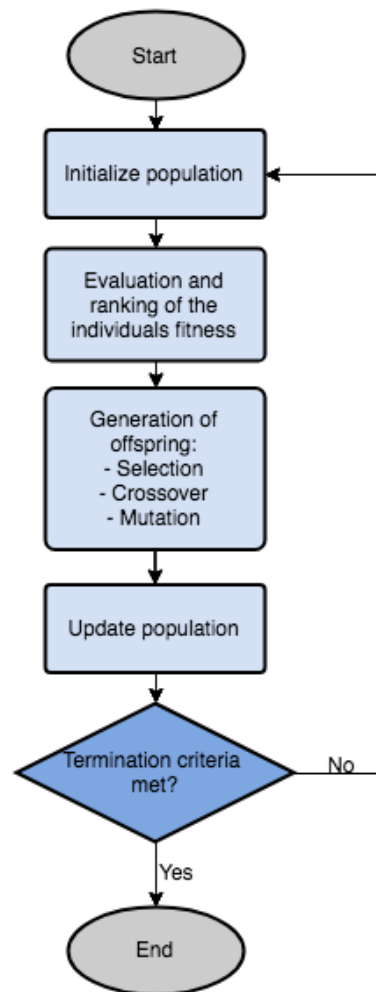 Start
Initialize population
Evaluation and
ranking of the
individuals fitness
Generation of
offspring:
- Selection
- Crossover
- Mutation
Update population
Termination criteria
met?
No
Yes
End